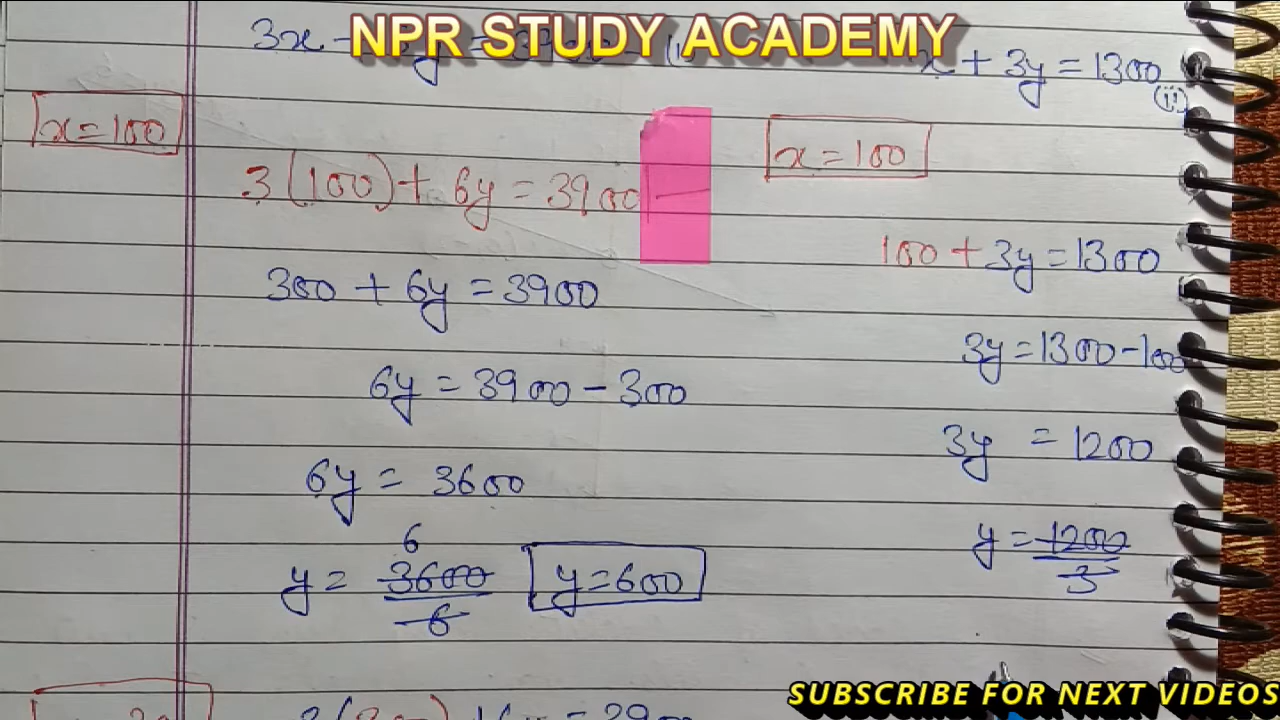 NPR STUDY ACADEMY
x + 3y = 1300
(ii)
x = 100
3(100) + 6y = 3900
300 + 6y = 3900
6y = 3900 - 300
6y = 3600
6
y = 3600/6
y = 600
x = 100
100 + 3y = 1300
3y = 1300 - 100
3y = 1200
y = 1200/3
SUBSCRIBE FOR NEXT VIDEOS